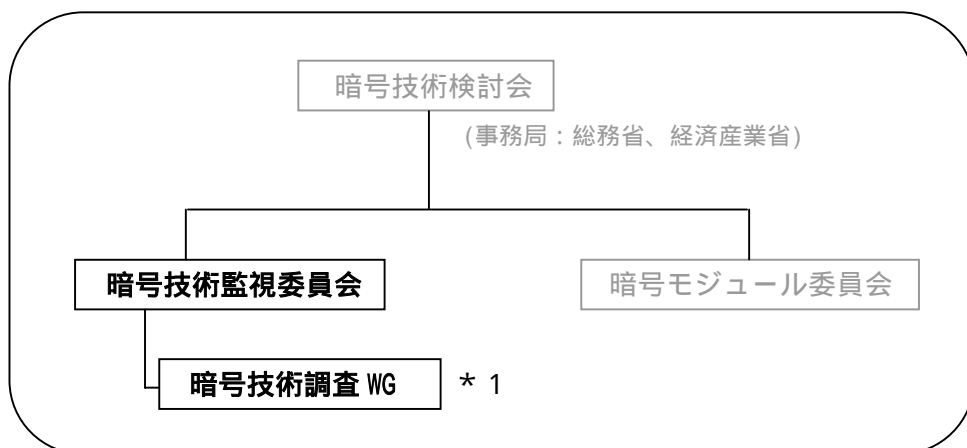 暗号技術検討会
(事務局：総務省、経済産業省)
暗号技術監視委員会
暗号モジュール委員会
暗号技術調査 WG
* 1